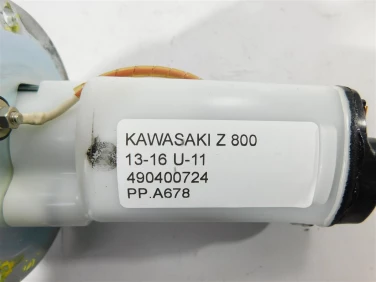 KAWASAKI Z 800
13-16 U-11
490400724
PP.A678